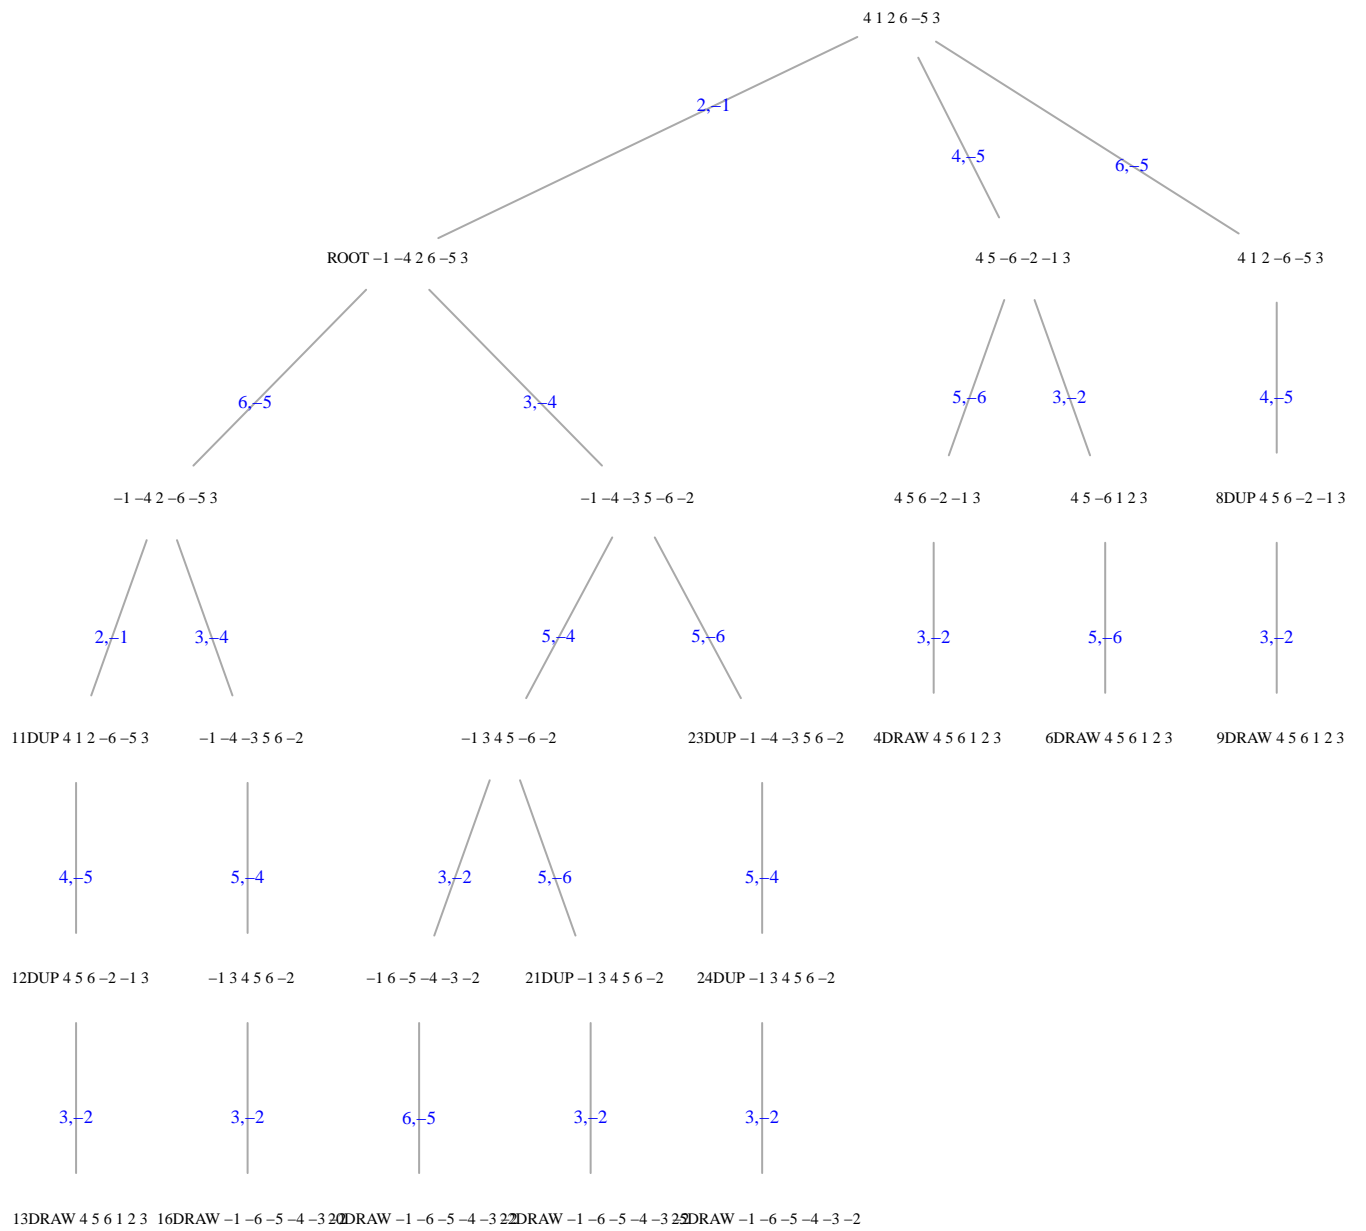 4 1 2 6 −5 3
2,−1
4,−5
6,−5
ROOT −1 −4 2 6 −5 3
4 5 −6 −2 −1 3
4 1 2 −6 −5 3
6,−5
3,−4
5,−6
3,−2
4,−5
−1 −4 2 −6 −5 3
−1 −4 −3 5 −6 −2
4 5 6 −2 −1 3
4 5 −6 1 2 3
8DUP 4 5 6 −2 −1 3
2,−1
3,−4
5,−4
5,−6
3,−2
5,−6
3,−2
11DUP 4 1 2 −6 −5 3
−1 −4 −3 5 6 −2
−1 3 4 5 −6 −2
23DUP −1 −4 −3 5 6 −2
4DRAW 4 5 6 1 2 3
6DRAW 4 5 6 1 2 3
9DRAW 4 5 6 1 2 3
4,−5
5,−4
3,−2
5,−6
5,−4
12DUP 4 5 6 −2 −1 3
−1 3 4 5 6 −2
−1 6 −5 −4 −3 −2
21DUP −1 3 4 5 6 −2
24DUP −1 3 4 5 6 −2
3,−2
3,−2
6,−5
3,−2
3,−2
13DRAW 4 5 6 1 2 3
16DRAW −1 −6 −5 −4 −3 −2
20DRAW −1 −6 −5 −4 −3 −2
22DRAW −1 −6 −5 −4 −3 −2
25DRAW −1 −6 −5 −4 −3 −2